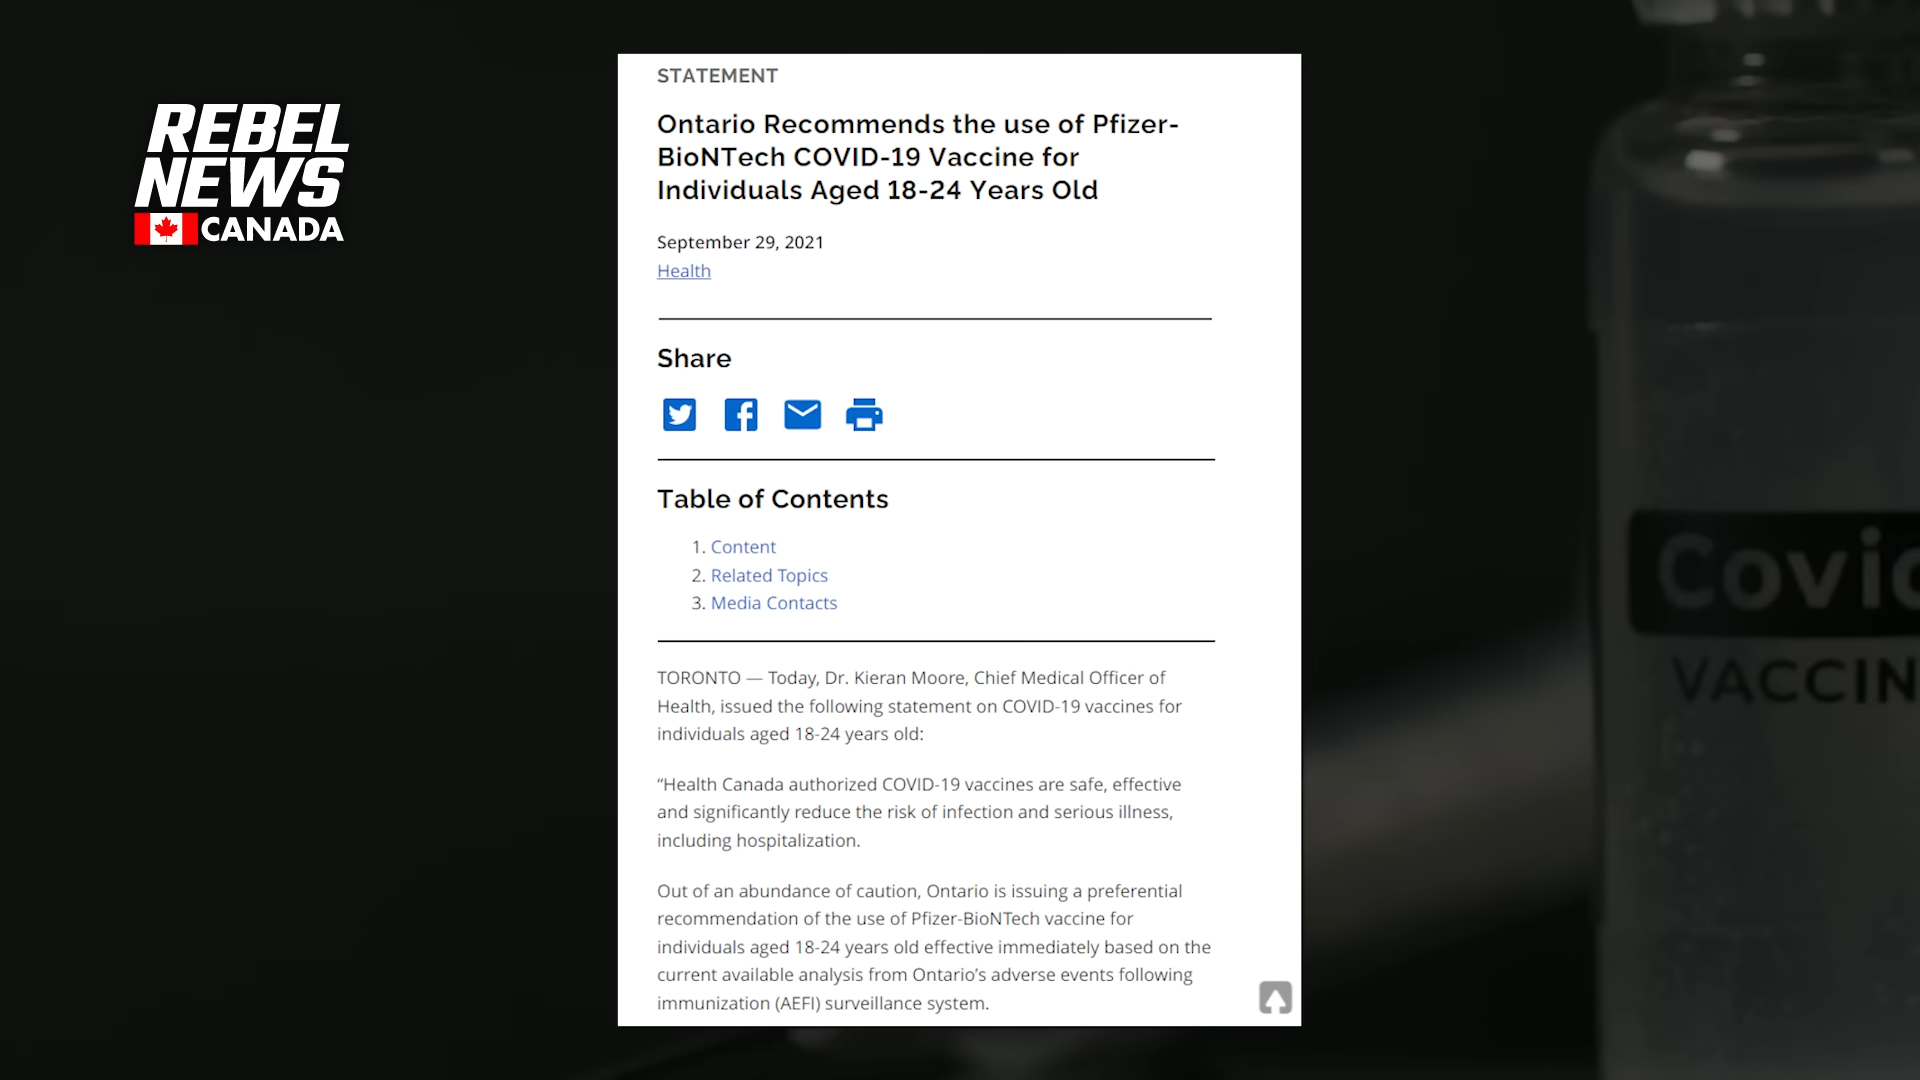 REBEL
NEWS
CANADA
STATEMENT
Ontario Recommends the use of Pfizer-
BioNTech COVID-19 Vaccine for
Individuals Aged 18-24 Years Old
September 29, 2021
Health
Share
Table of Contents
1. Content
2. Related Topics
3. Media Contacts
TORONTO — Today, Dr. Kieran Moore, Chief Medical Officer of
Health, issued the following statement on COVID-19 vaccines for
individuals aged 18-24 years old:
“Health Canada authorized COVID-19 vaccines are safe, effective
and significantly reduce the risk of infection and serious illness,
including hospitalization.
Out of an abundance of caution, Ontario is issuing a preferential
recommendation of the use of Pfizer-BioNTech vaccine for
individuals aged 18-24 years old effective immediately based on the
current available analysis from Ontario’s adverse events following
immunization (AEFI) surveillance system.
Covid
VACCIN